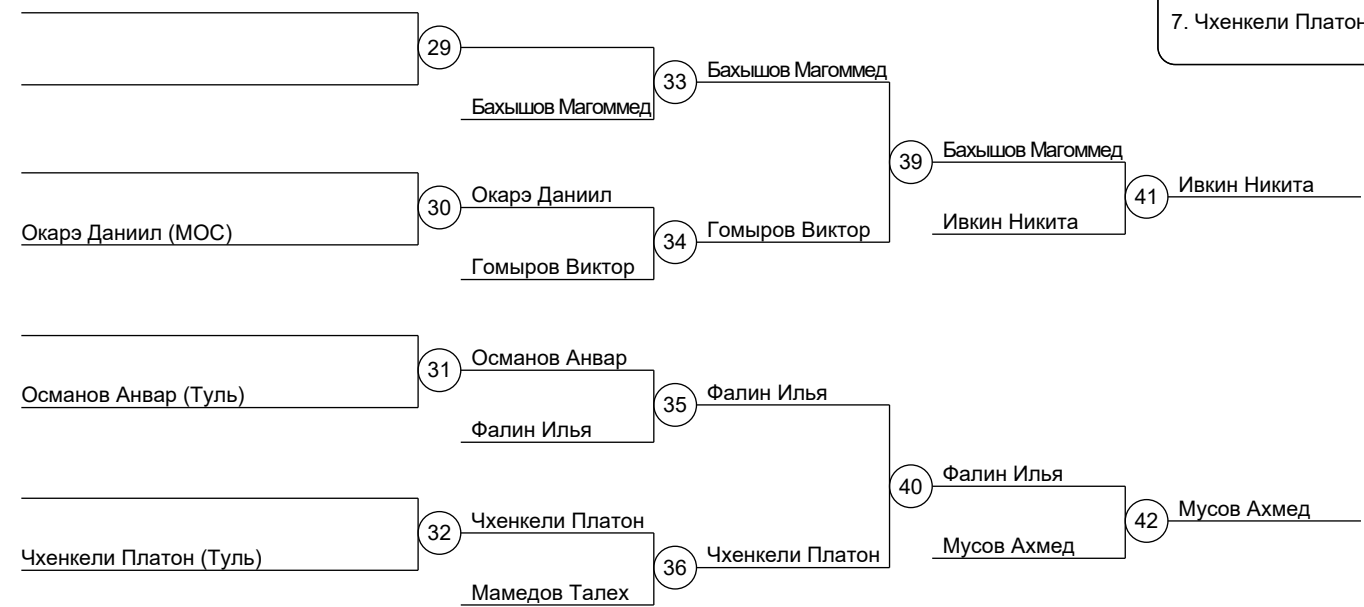 7. Чхенкели Платон
29
33
Бахышов Магоммед
Бахышов Магоммед
39
Бахышов Магоммед
41
Ивкин Никита
Ивкин Никита
30
Окарэ Даниил
Окарэ Даниил (МОС)
34
Гомыров Виктор
Гомыров Виктор
31
Османов Анвар
Османов Анвар (Туль)
35
Фалин Илья
Фалин Илья
40
Фалин Илья
42
Мусов Ахмед
Мусов Ахмед
32
Чхенкели Платон
Чхенкели Платон (Туль)
36
Чхенкели Платон
Мамедов Талех